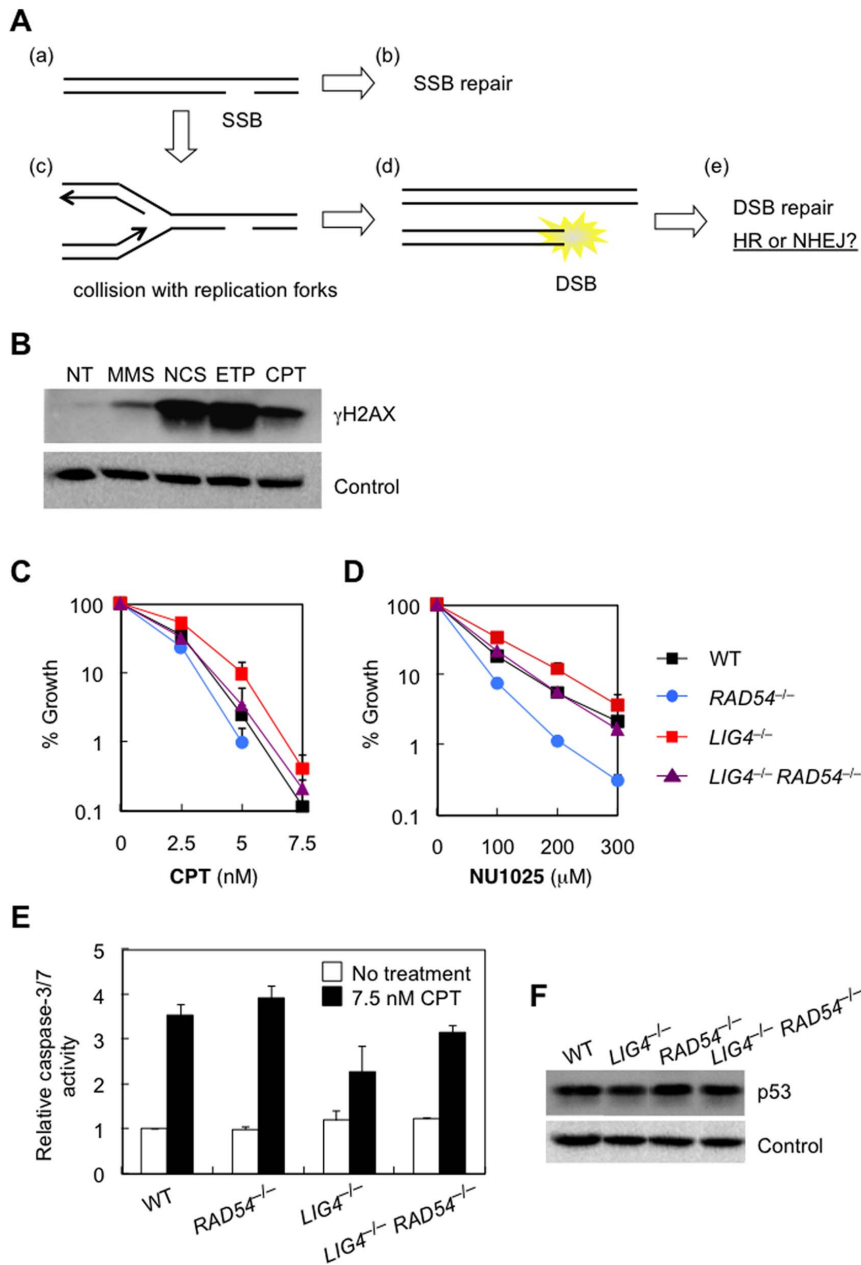 A
(a)
(b)
SSB repair
SSB
(c)
(d)
(e)
DSB repair
HR or NHEJ?
DSB
collision with replication forks
B
NT MMS NCS ETP CPT
γH2AX
Control
C
% Growth
100
10
1
0.1
0 2.5 5 7.5
CPT (nM)
D
% Growth
100
10
1
0.1
0 100 200 300
NU1025 (μM)
WT
RAD54–/–
LIG4–/–
LIG4–/– RAD54–/–
E
Relative caspase-3/7
activity
5
4
3
2
1
0
No treatment
7.5 nM CPT
WT
RAD54–/–
LIG4–/–
LIG4–/– RAD54–/–
F
WT
LIG4–/–
RAD54–/–
LIG4–/– RAD54–/–
p53
Control